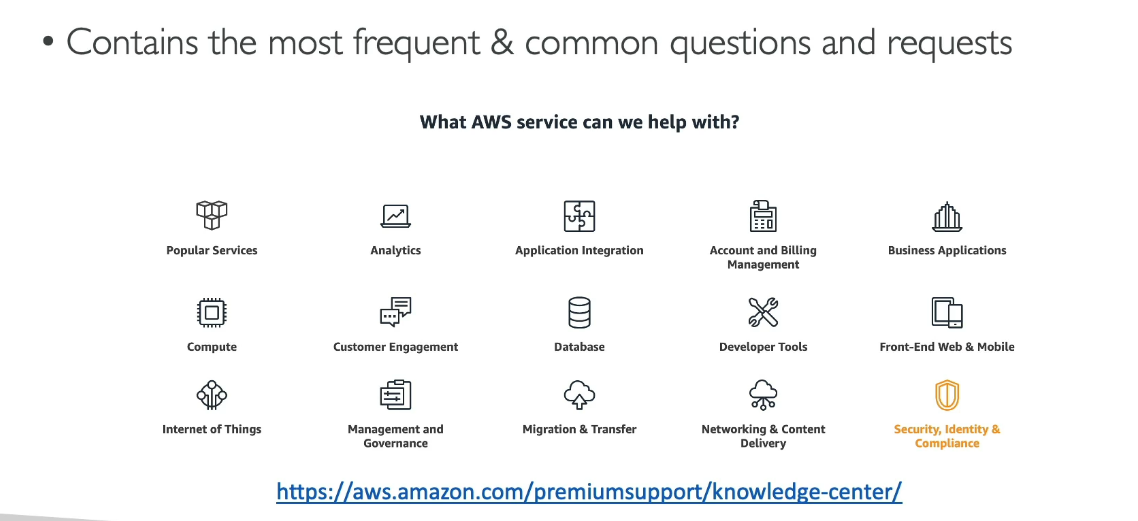 • Contains the most frequent & common questions and requests
What AWS service can we help with?
Popular Services
Analytics
Application Integration
Account and Billing
Management
Business Applications
Compute
Customer Engagement
Database
Developer Tools
Front-End Web & Mobile
Internet of Things
Management and
Governance
Migration & Transfer
Networking & Content
Delivery
Security, Identity &
Compliance
https://aws.amazon.com/premiumsupport/knowledge-center/